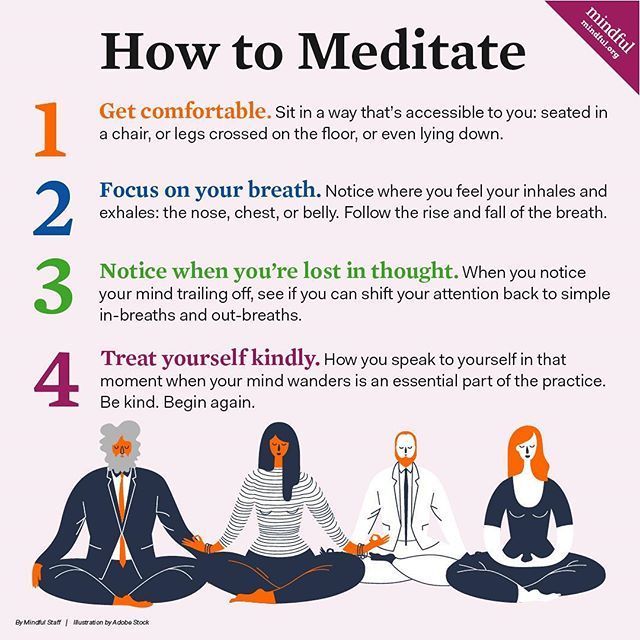 How to Meditate
mindful
mindful.org
1
Get comfortable. Sit in a way that's accessible to you: seated in
a chair, or legs crossed on the floor, or even lying down.
2
Focus on your breath. Notice where you feel your inhales and
exhales: the nose, chest, or belly. Follow the rise and fall of the breath.
3
Notice when you're lost in thought. When you notice
your mind trailing off, see if you can shift your attention back to simple
in-breaths and out-breaths.
4
Treat yourself kindly. How you speak to yourself in that
moment when your mind wanders is an essential part of the practice.
Be kind. Begin again.
By Mindful Staff | Illustration by Adobe Stock